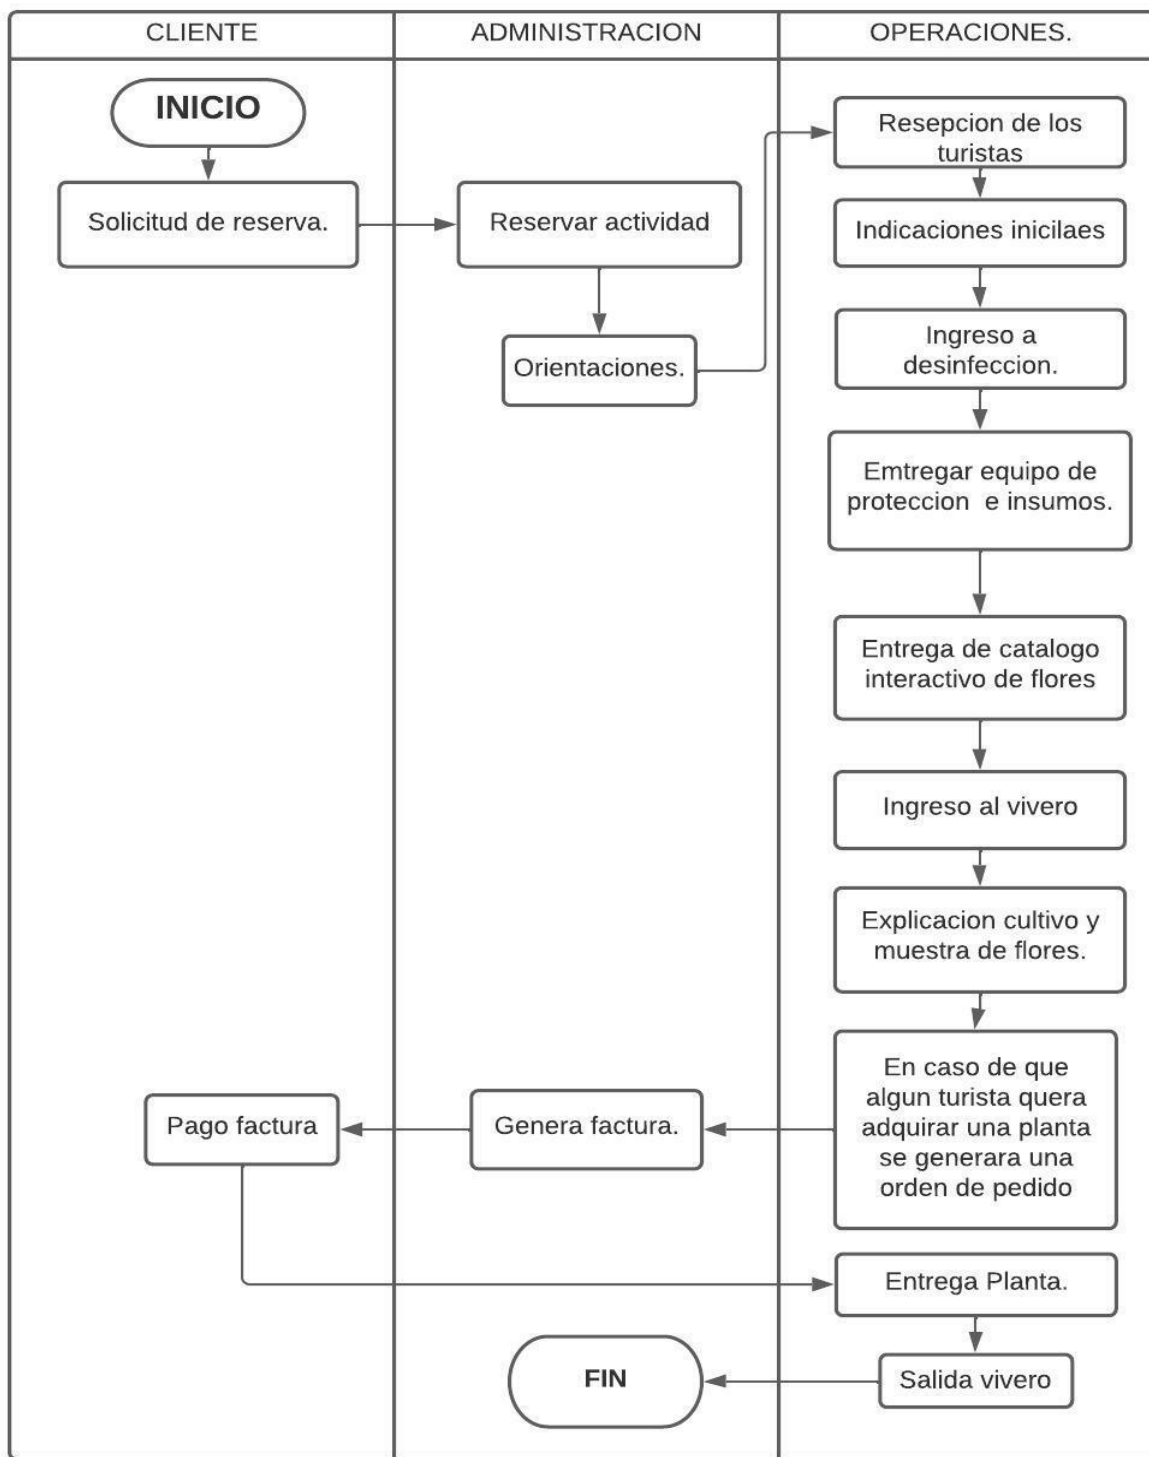 CLIENTE
ADMINISTRACION
OPERACIONES.
INICIO
Solicitud de reserva.
Reservar actividad
Orientaciones.
Resepcion de los
turistas
Indicaciones inicilaes
Ingreso a
desinfeccion.
Emtregar equipo de
proteccion e insumos.
Entrega de catalogo
interactivo de flores
Ingreso al vivero
Explicacion cultivo y
muestra de flores.
En caso de que
algun turista quera
adquirar una planta
se generara una
orden de pedido
Genera factura.
Pago factura
Entrega Planta.
Salida vivero
FIN